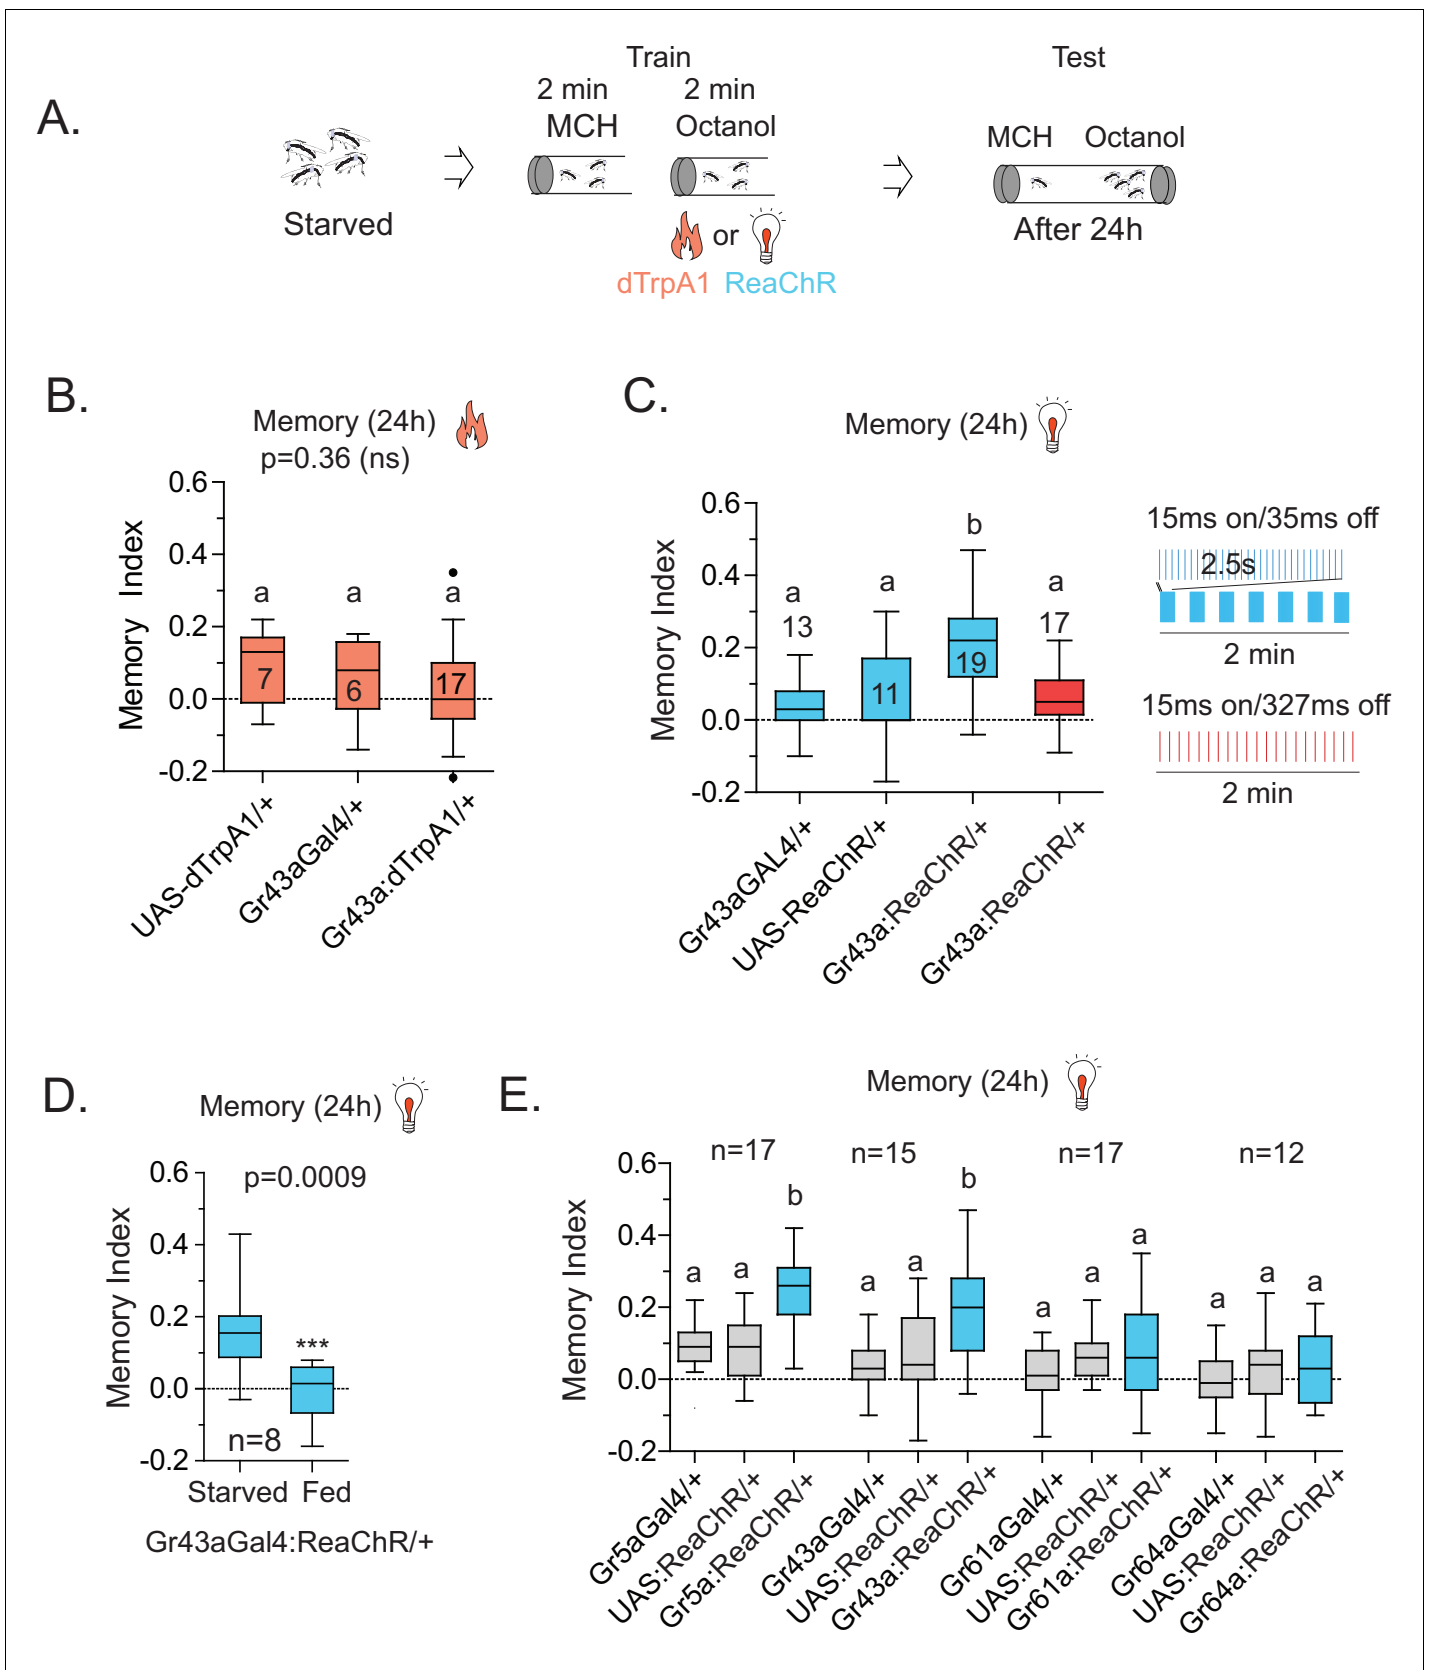 A.
Train
Test
2 min
2 min
MCH
Octanol
MCH
Octanol
Starved
or
After 24h
dTrpA1
ReaChR
B.
Memory (24h)
p=0.36 (ns)
Memory Index
0.6
0.4
0.2
0.0
-0.2
a
a
a
7
6
17
UAS-dTrpA1/+
Gr43aGal4/+
Gr43a:dTrpA1/+
C.
Memory (24h)
Memory Index
0.6
0.4
0.2
0.0
-0.2
a
13
a
11
b
19
a
17
Gr43aGAL4/+
UAS-ReaChR/+
Gr43a:ReaChR/+
Gr43a:ReaChR/+
15ms on/35ms off
2.5s
2 min
15ms on/327ms off
2 min
D.
Memory (24h)
p=0.0009
Memory Index
0.6
0.4
0.2
0.0
-0.2
***
n=8
Starved
Fed
Gr43aGal4:ReaChR/+
E.
Memory (24h)
n=17
n=15
n=17
n=12
Memory Index
0.6
0.4
0.2
0.0
-0.2
a
a
b
a
a
b
a
a
a
a
a
a
Gr5aGal4/+
UAS:ReaChR/+
Gr5a:ReaChR/+
Gr43aGal4/+
UAS:ReaChR/+
Gr43a:ReaChR/+
Gr61aGal4/+
UAS:ReaChR/+
Gr61a:ReaChR/+
Gr64aGal4/+
UAS:ReaChR/+
Gr64a:ReaChR/+